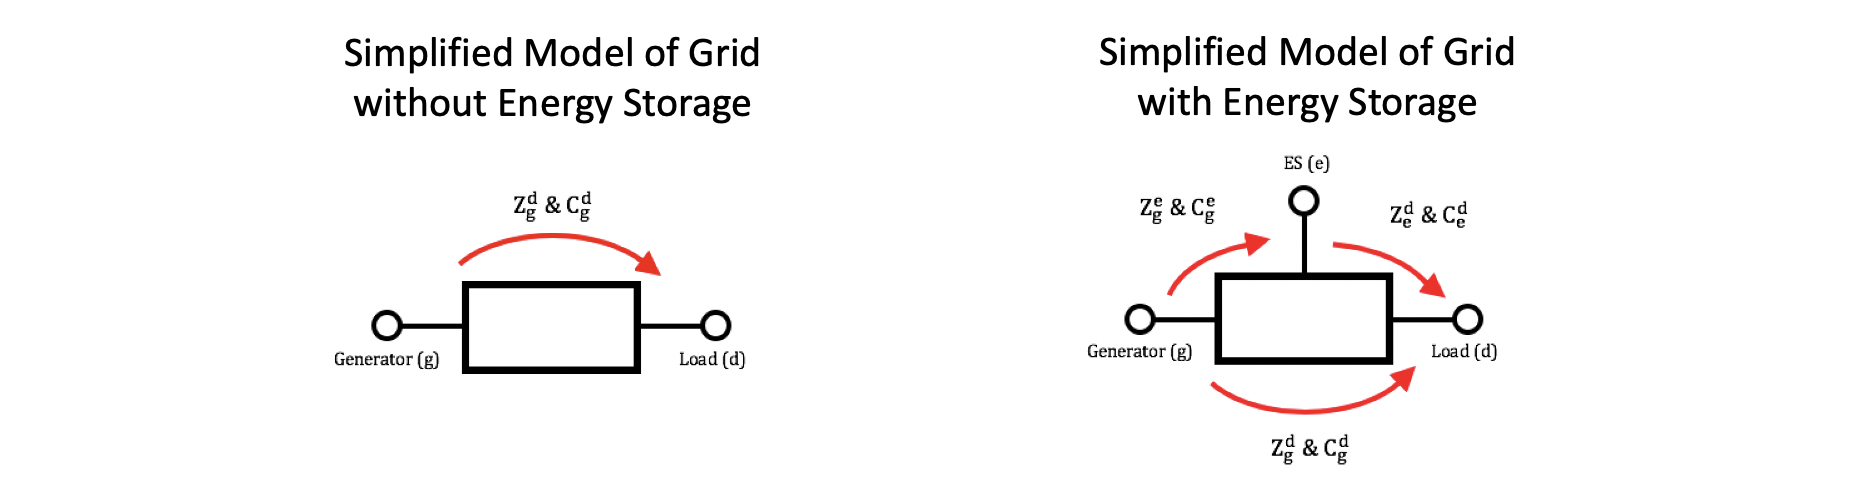 Simplified Model of Grid
without Energy Storage
Z_g^d & C_g^d
Generator (g)
Load (d)
Simplified Model of Grid
with Energy Storage
ES (e)
Z_g^e & C_g^e
Z_e^d & C_e^d
Generator (g)
Load (d)
Z_g^d & C_g^d